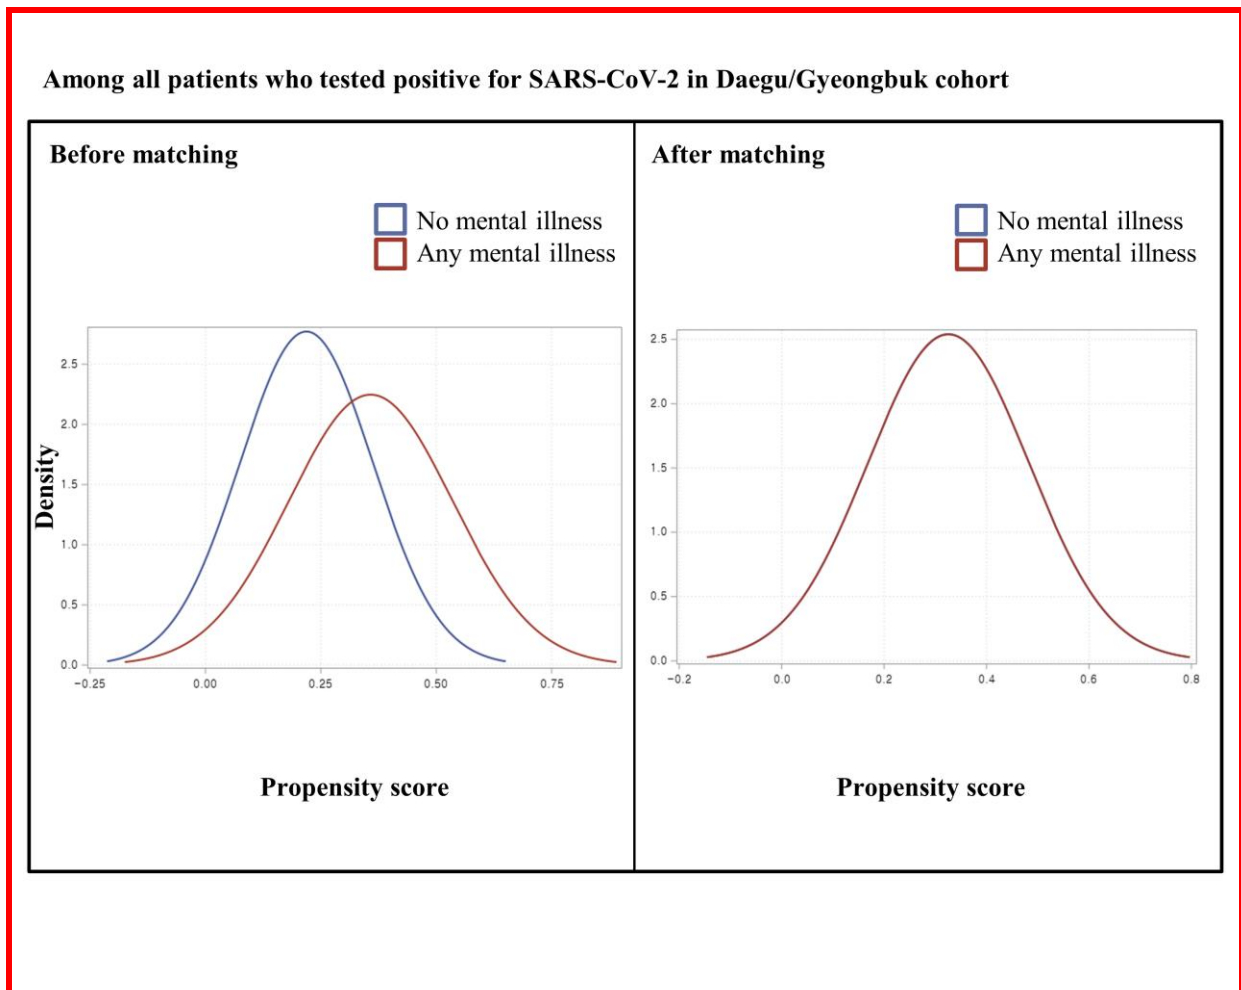 Among all patients who tested positive for SARS-CoV-2 in Daegu/Gyeongbuk cohort
Before matching
No mental illness
Any mental illness
Density
2.5
2.0
1.5
1.0
0.5
0.0
−0.25
0.00
0.25
0.50
0.75
Propensity score
After matching
No mental illness
Any mental illness
2.5
2.0
1.5
1.0
0.5
0.0
−0.2
0.0
0.2
0.4
0.6
0.8
Propensity score